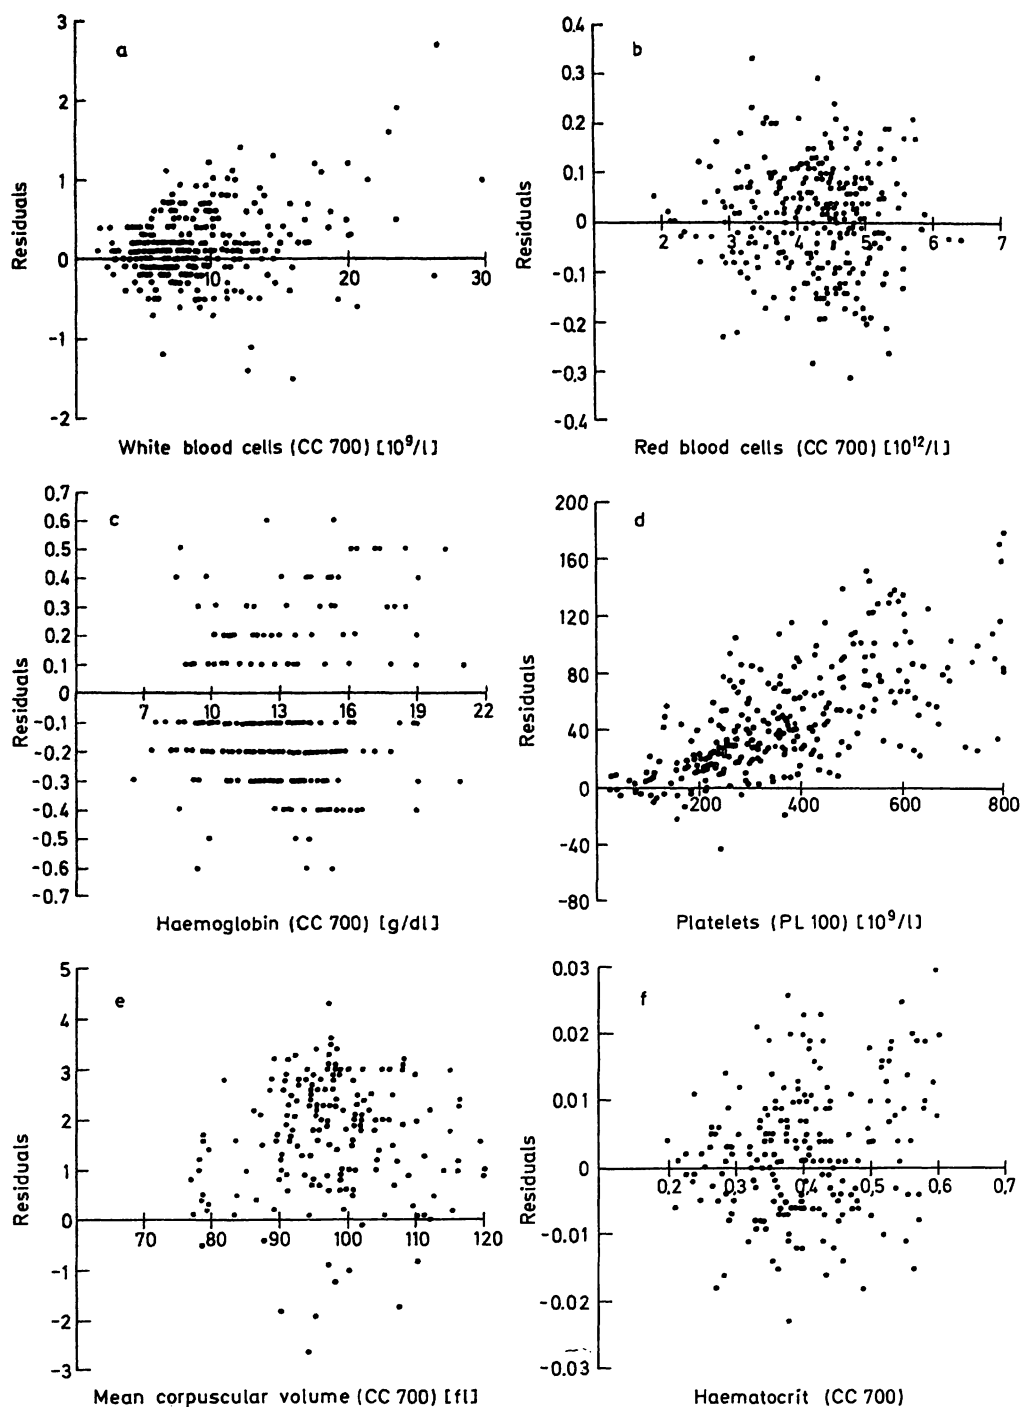 a
3
2
1
0
-1
-2
Residuals
10 20 30
White blood cells (CC 700) [10⁹/l]
b
0.4
0.3
0.2
0.1
0
-0.1
-0.2
-0.3
-0.4
Residuals
2 3 4 5 6 7
Red blood cells (CC 700) [10¹²/l]
c
0.7
0.6
0.5
0.4
0.3
0.2
0.1
0
-0.1
-0.2
-0.3
-0.4
-0.5
-0.6
-0.7
Residuals
7 10 13 16 19 22
Haemoglobin (CC 700) [g/dl]
d
200
160
120
80
40
0
-40
-80
Residuals
200 400 600 800
Platelets (PL 100) [10⁹/l]
e
5
4
3
2
1
0
-1
-2
-3
Residuals
70 80 90 100 110 120
Mean corpuscular volume (CC 700) [fl]
f
0.03
0.02
0.01
0
-0.01
-0.02
-0.03
Residuals
0,2 0,3 0,4 0,5 0,6 0,7
Haematocrit (CC 700)